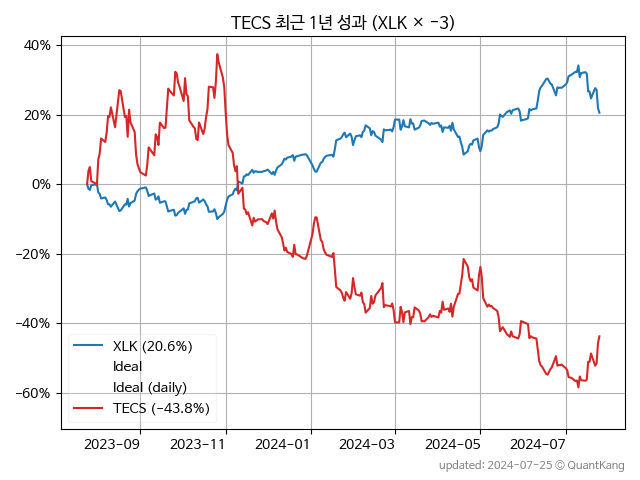 TECS 최근 1년 성과 (XLK × −3)
40%
20%
0%
−20%
−40%
−60%
XLK (20.6%)
Ideal
Ideal (daily)
TECS (−43.8%)
2023−09
2023−11
2024−01
2024−03
2024−05
2024−07
updated: 2024-07-25 © QuantKang